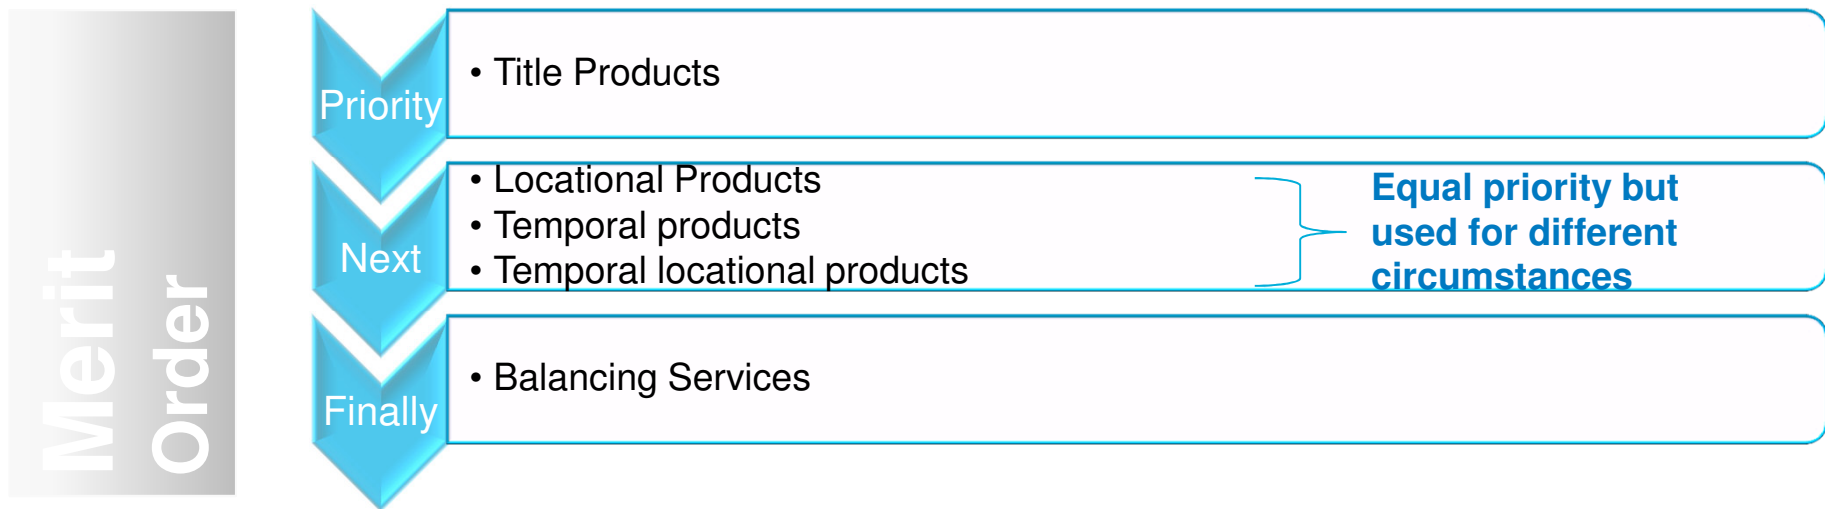 Merit
Order
Priority
• Title Products
Next
• Locational Products
• Temporal products
• Temporal locational products
Equal priority but
used for different
circumstances
Finally
• Balancing Services